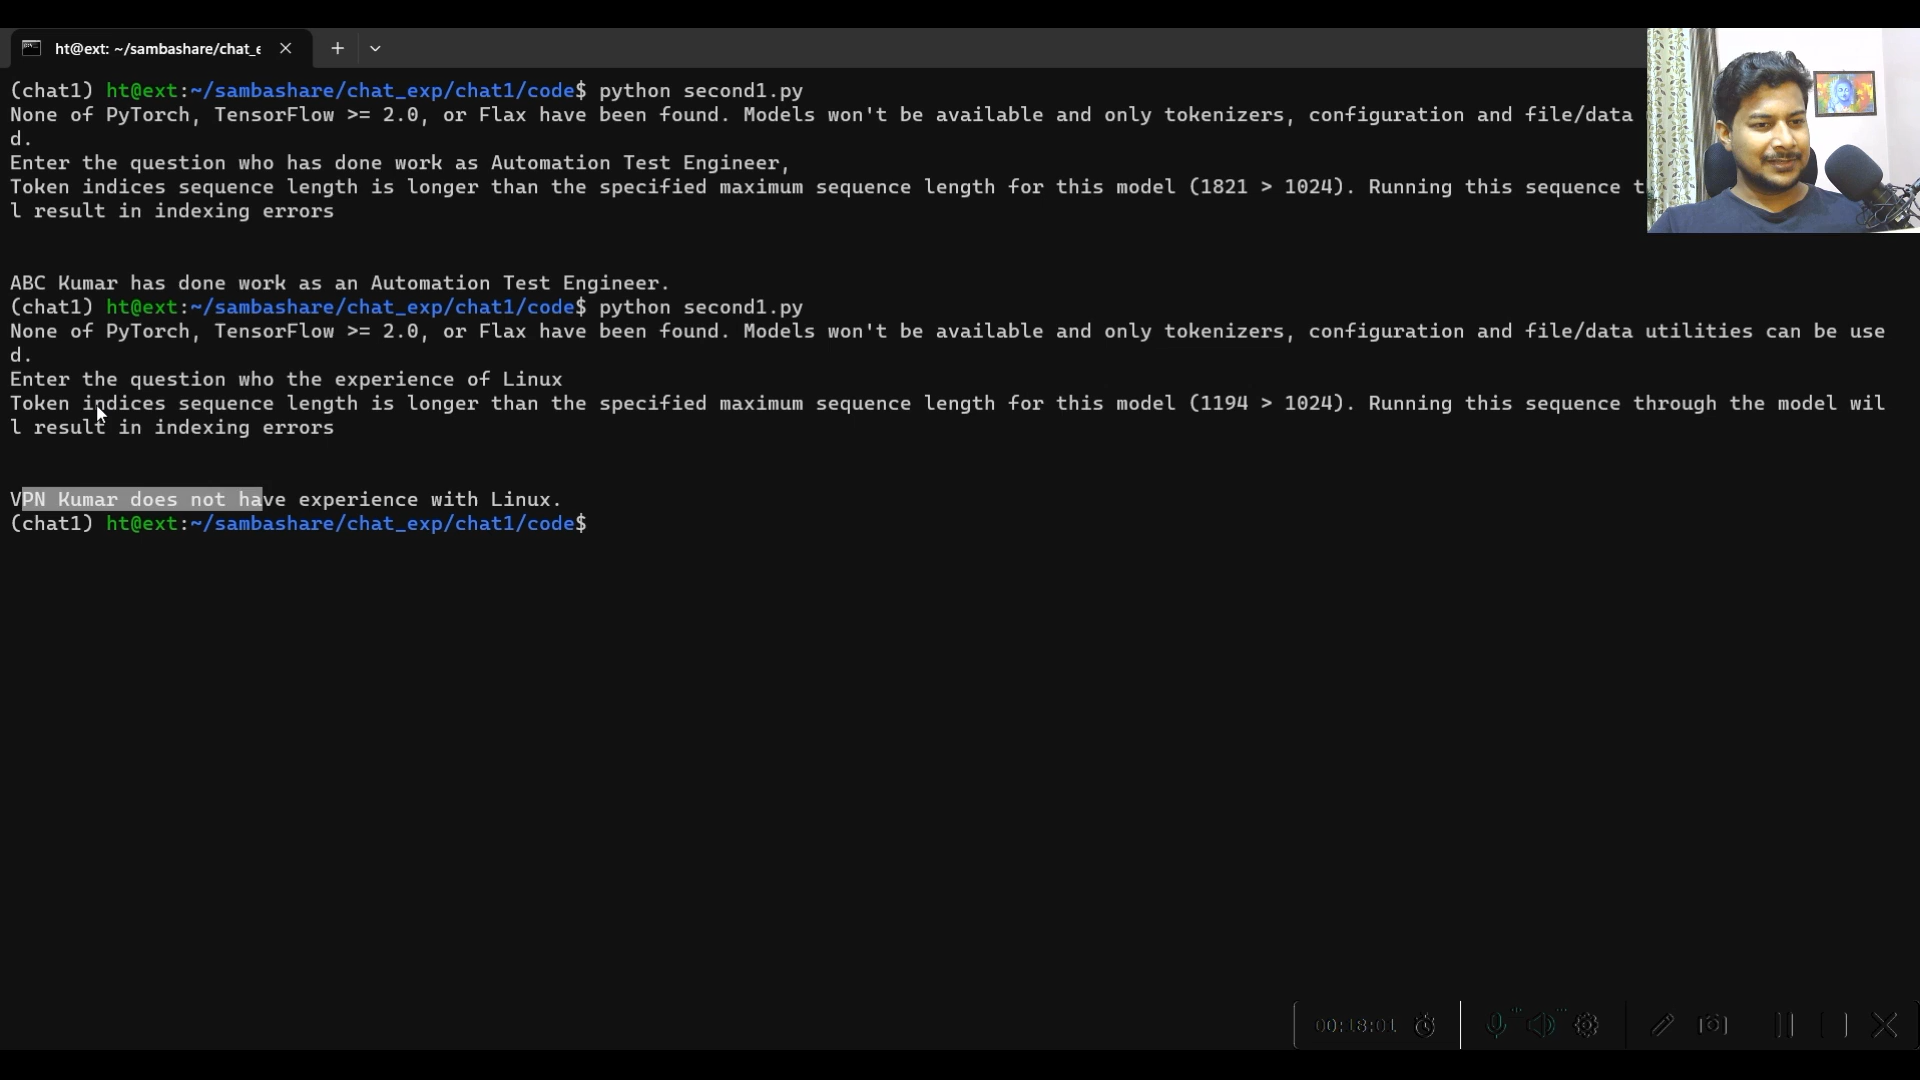 ht@ext: ~/sambashare/chat_e
(chat1) ht@ext:~/sambashare/chat_exp/chat1/code$ python second1.py
None of PyTorch, TensorFlow >= 2.0, or Flax have been found. Models won't be available and only tokenizers, configuration and file/data
d.
Enter the question who has done work as Automation Test Engineer,
Token indices sequence length is longer than the specified maximum sequence length for this model (1821 > 1024). Running this sequence t
l result in indexing errors
ABC Kumar has done work as an Automation Test Engineer.
(chat1) ht@ext:~/sambashare/chat_exp/chat1/code$ python second1.py
None of PyTorch, TensorFlow >= 2.0, or Flax have been found. Models won't be available and only tokenizers, configuration and file/data utilities can be use
d.
Enter the question who the experience of Linux
Token indices sequence length is longer than the specified maximum sequence length for this model (1194 > 1024). Running this sequence through the model wil
l result in indexing errors
VPN Kumar does not have experience with Linux.
(chat1) ht@ext:~/sambashare/chat_exp/chat1/code$
00:18:01